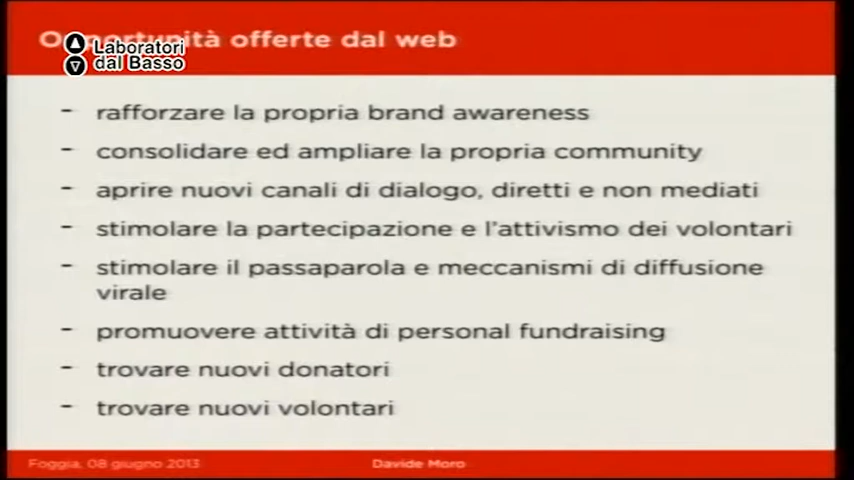 Opportunità offerte dal web
Laboratori
dal Basso
- rafforzare la propria brand awareness
- consolidare ed ampliare la propria community
- aprire nuovi canali di dialogo, diretti e non mediati
- stimolare la partecipazione e l'attivismo dei volontari
- stimolare il passaparola e meccanismi di diffusione
virale
- promuovere attività di personal fundraising
- trovare nuovi donatori
- trovare nuovi volontari
Foggia, 08 giugno 2013
Davide Moro